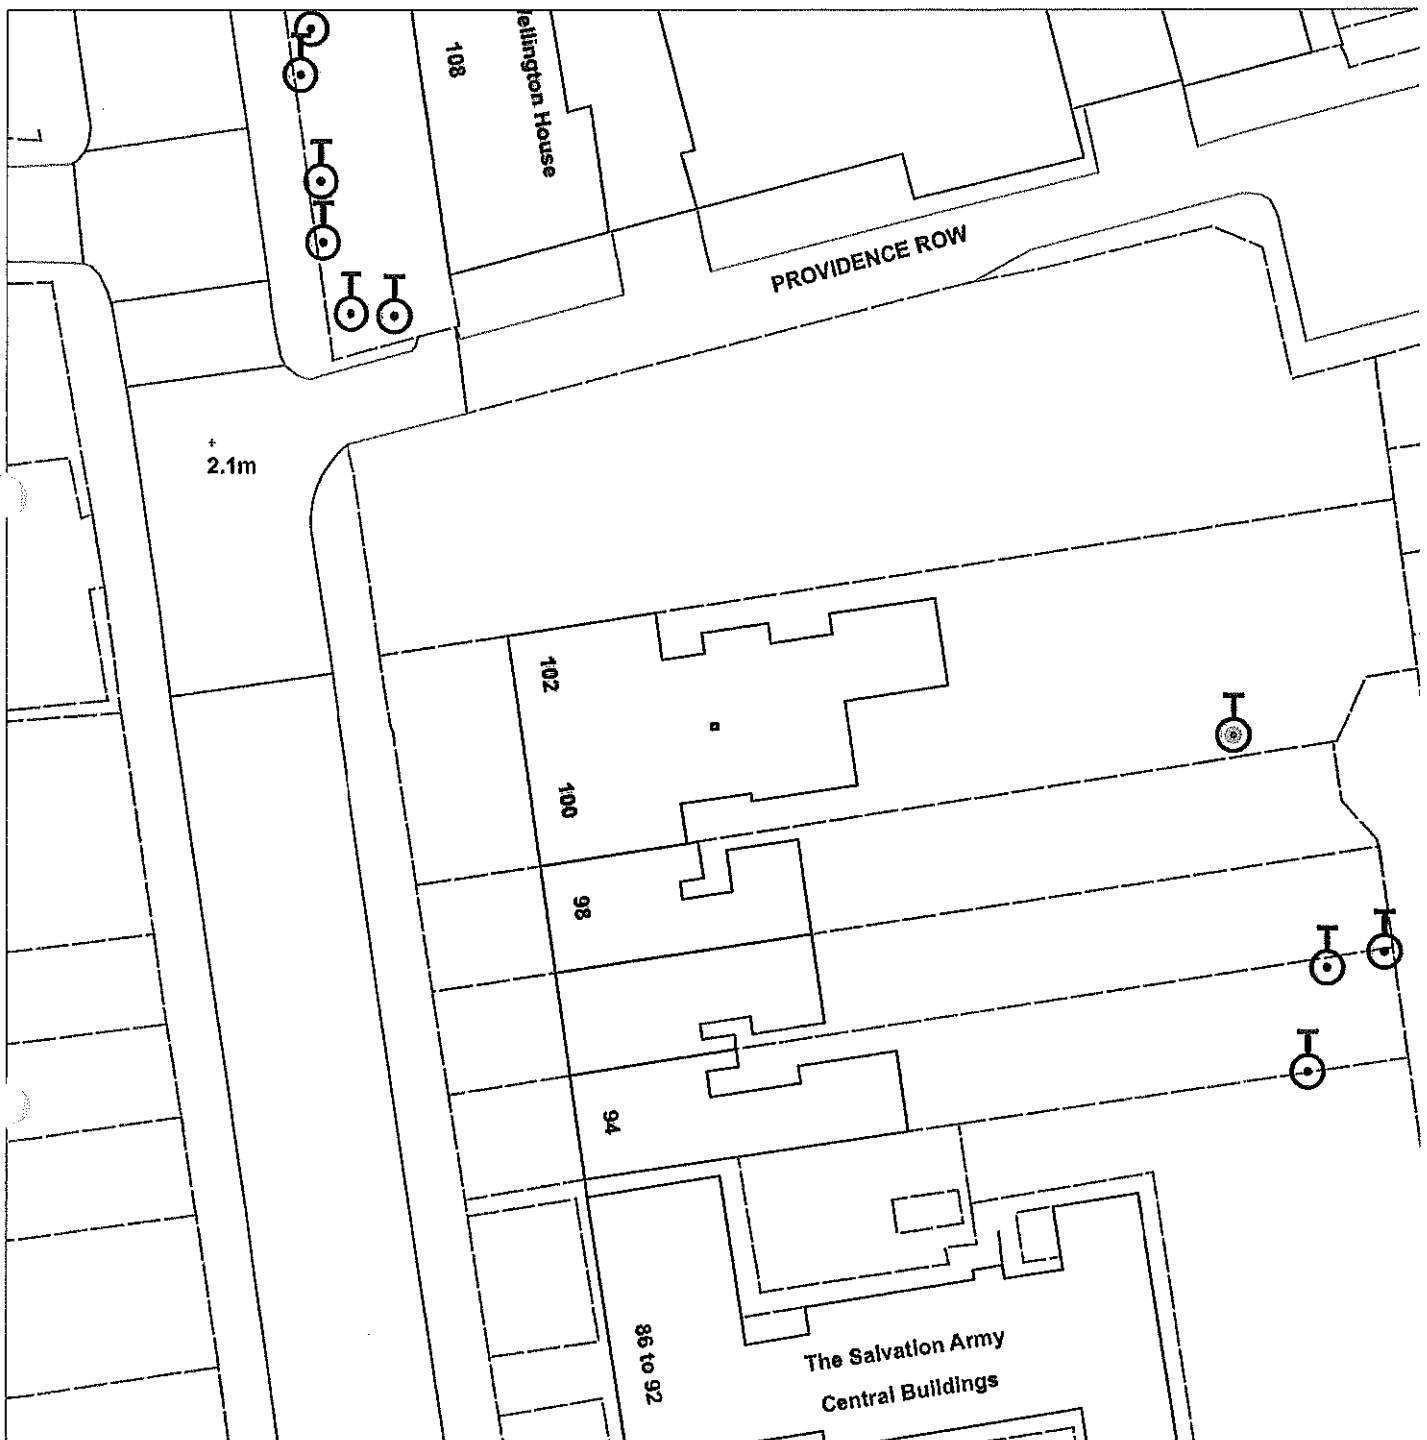 108
Wellington House
PROVIDENCE ROW
2.1m
102
100
98
94
86 to 92
The Salvation Army
Central Buildings